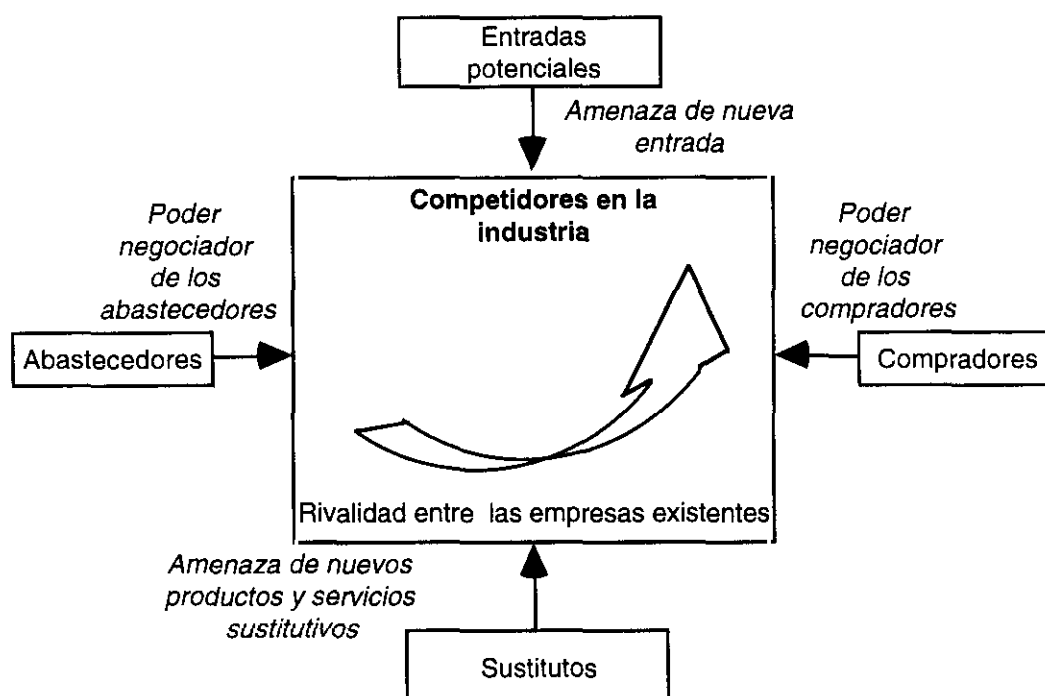 Entradas
potenciales
Amenaza de nueva
entrada
Competidores en la
industria
Poder
negociador
de los
abastecedores
Poder
negociador
de los
compradores
Abastecedores
Compradores
Rivalidad entre las empresas existentes
Amenaza de nuevos
productos y servicios
sustitutivos
Sustitutos